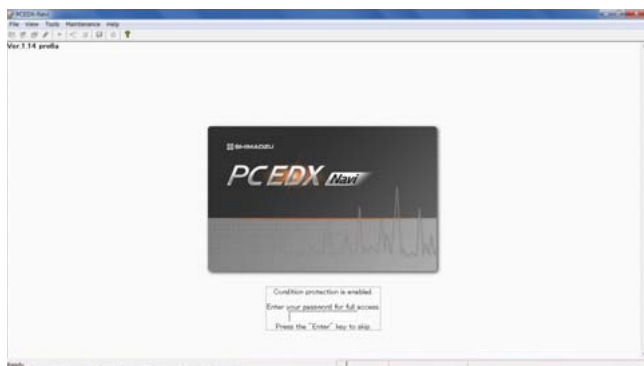 PCEDX-Navi
File View Tools Maintenance Help
Ver.1.14 prefia
SHIMADZU
PCEDX Navi
Condition protection is enabled.
Enter your password for full access.
Press the "Enter" key to skip.
Ready